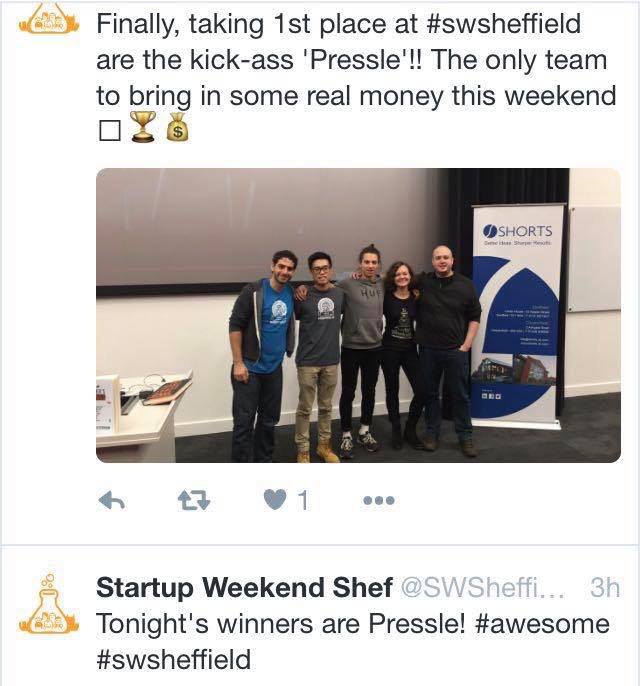 Finally, taking 1st place at #swsheffield
are the kick-ass 'Pressle'!! The only team
to bring in some real money this weekend
□🏆💰
SHORTS
HUF
1
Startup Weekend Shef @SWSheffi... 3h
Tonight's winners are Pressle! #awesome
#swsheffield